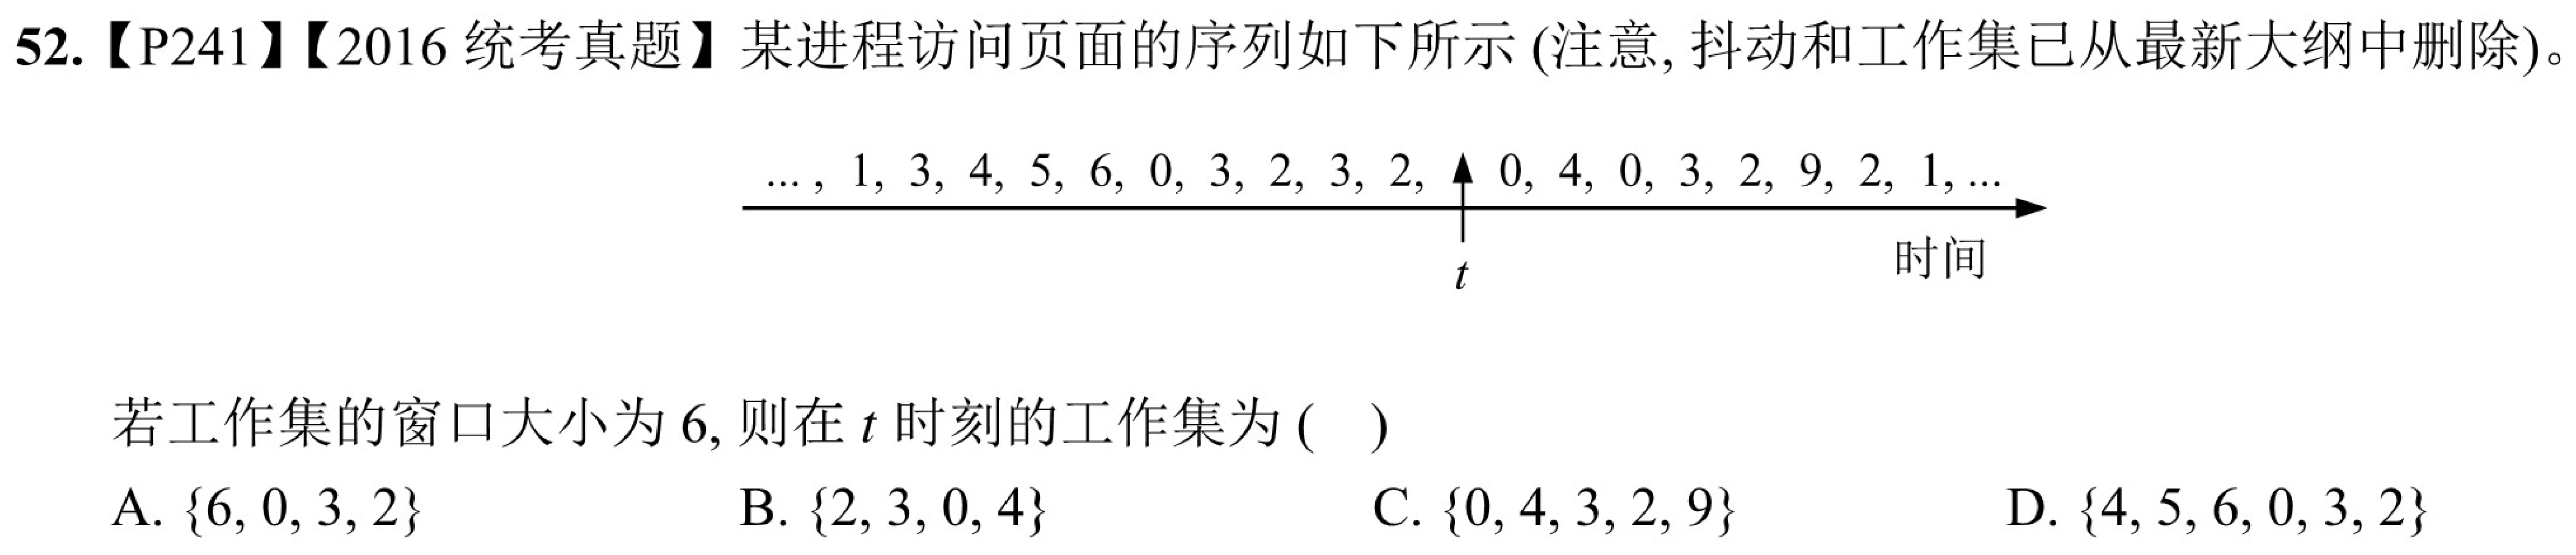 52.【P241】【2016 统考真题】某进程访问页面的序列如下所示 (注意, 抖动和工作集已从最新大纲中删除)。
... , 1, 3, 4, 5, 6, 0, 3, 2, 3, 2, 0, 4, 0, 3, 2, 9, 2, 1, ...
时间
t
若工作集的窗口大小为 6, 则在 t 时刻的工作集为 ( )
A. {6, 0, 3, 2} B. {2, 3, 0, 4} C. {0, 4, 3, 2, 9} D. {4, 5, 6, 0, 3, 2}